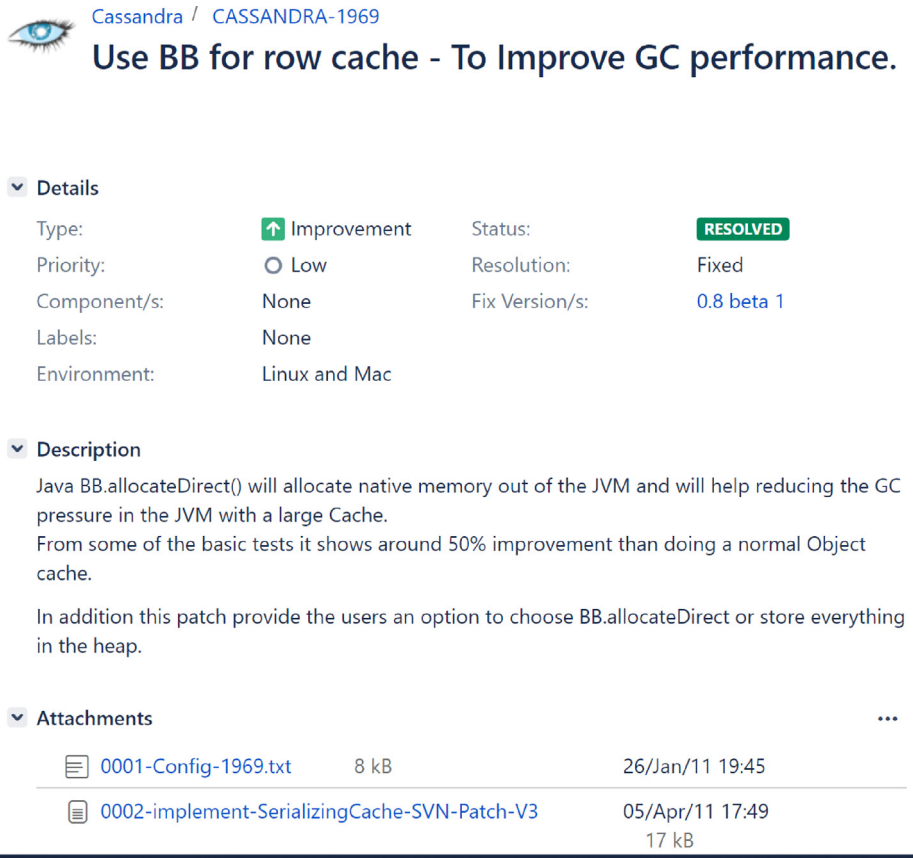 Cassandra / CASSANDRA-1969
Use BB for row cache - To Improve GC performance.
Details
Type: Improvement Status: RESOLVED
Priority: Low Resolution: Fixed
Component/s: None Fix Version/s: 0.8 beta 1
Labels: None
Environment: Linux and Mac
Description
Java BB.allocateDirect() will allocate native memory out of the JVM and will help reducing the GC
pressure in the JVM with a large Cache.
From some of the basic tests it shows around 50% improvement than doing a normal Object
cache.
In addition this patch provide the users an option to choose BB.allocateDirect or store everything
in the heap.
Attachments
0001-Config-1969.txt 8 kB 26/Jan/11 19:45
0002-implement-SerializingCache-SVN-Patch-V3 05/Apr/11 17:49
17 kB